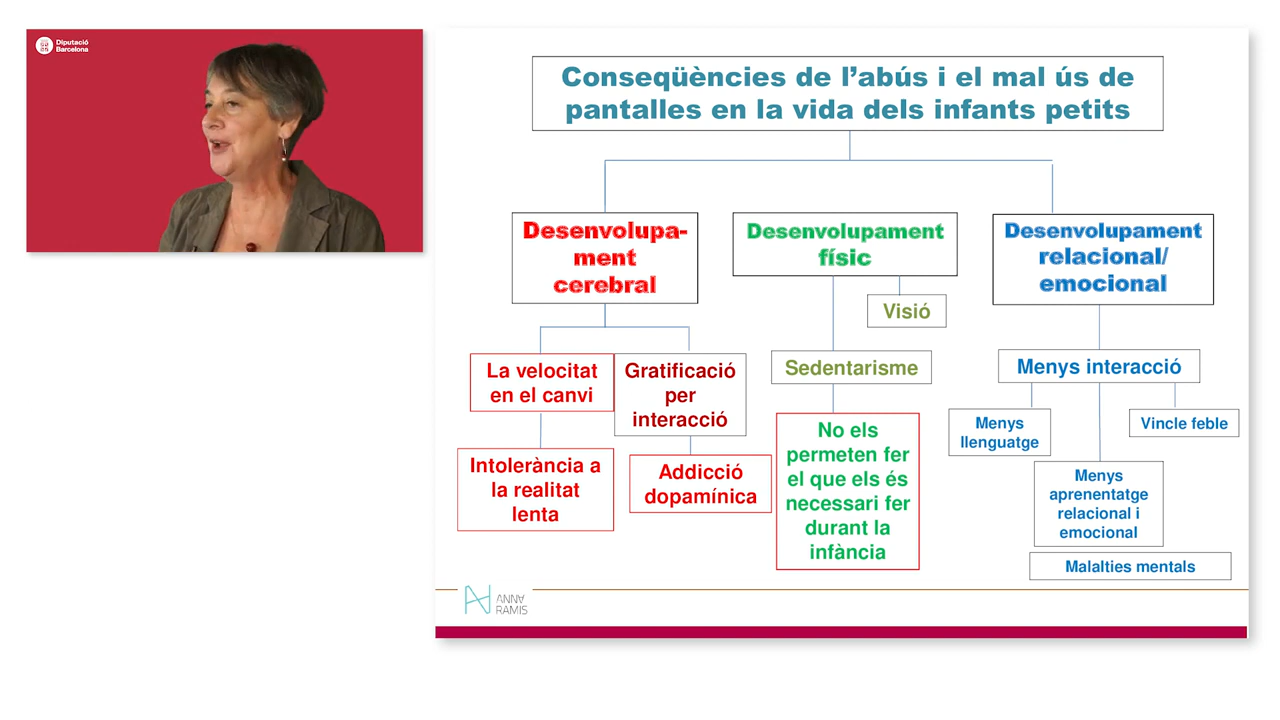 Diputació
Barcelona
Conseqüències de l'abús i el mal ús de
pantalles en la vida dels infants petits
Desenvolupa-
ment
cerebral
La velocitat
en el canvi
Intolerància a
la realitat
lenta
Gratificació
per
interacció
Addicció
dopamínica
Desenvolupament
físic
Visió
Sedentarisme
No els
permeten fer
el que els és
necessari fer
durant la
infància
Desenvolupament
relacional/
emocional
Menys interacció
Menys
llenguatge
Vincle feble
Menys
aprenentatge
relacional i
emocional
Malalties mentals
ANNA
RAMIS